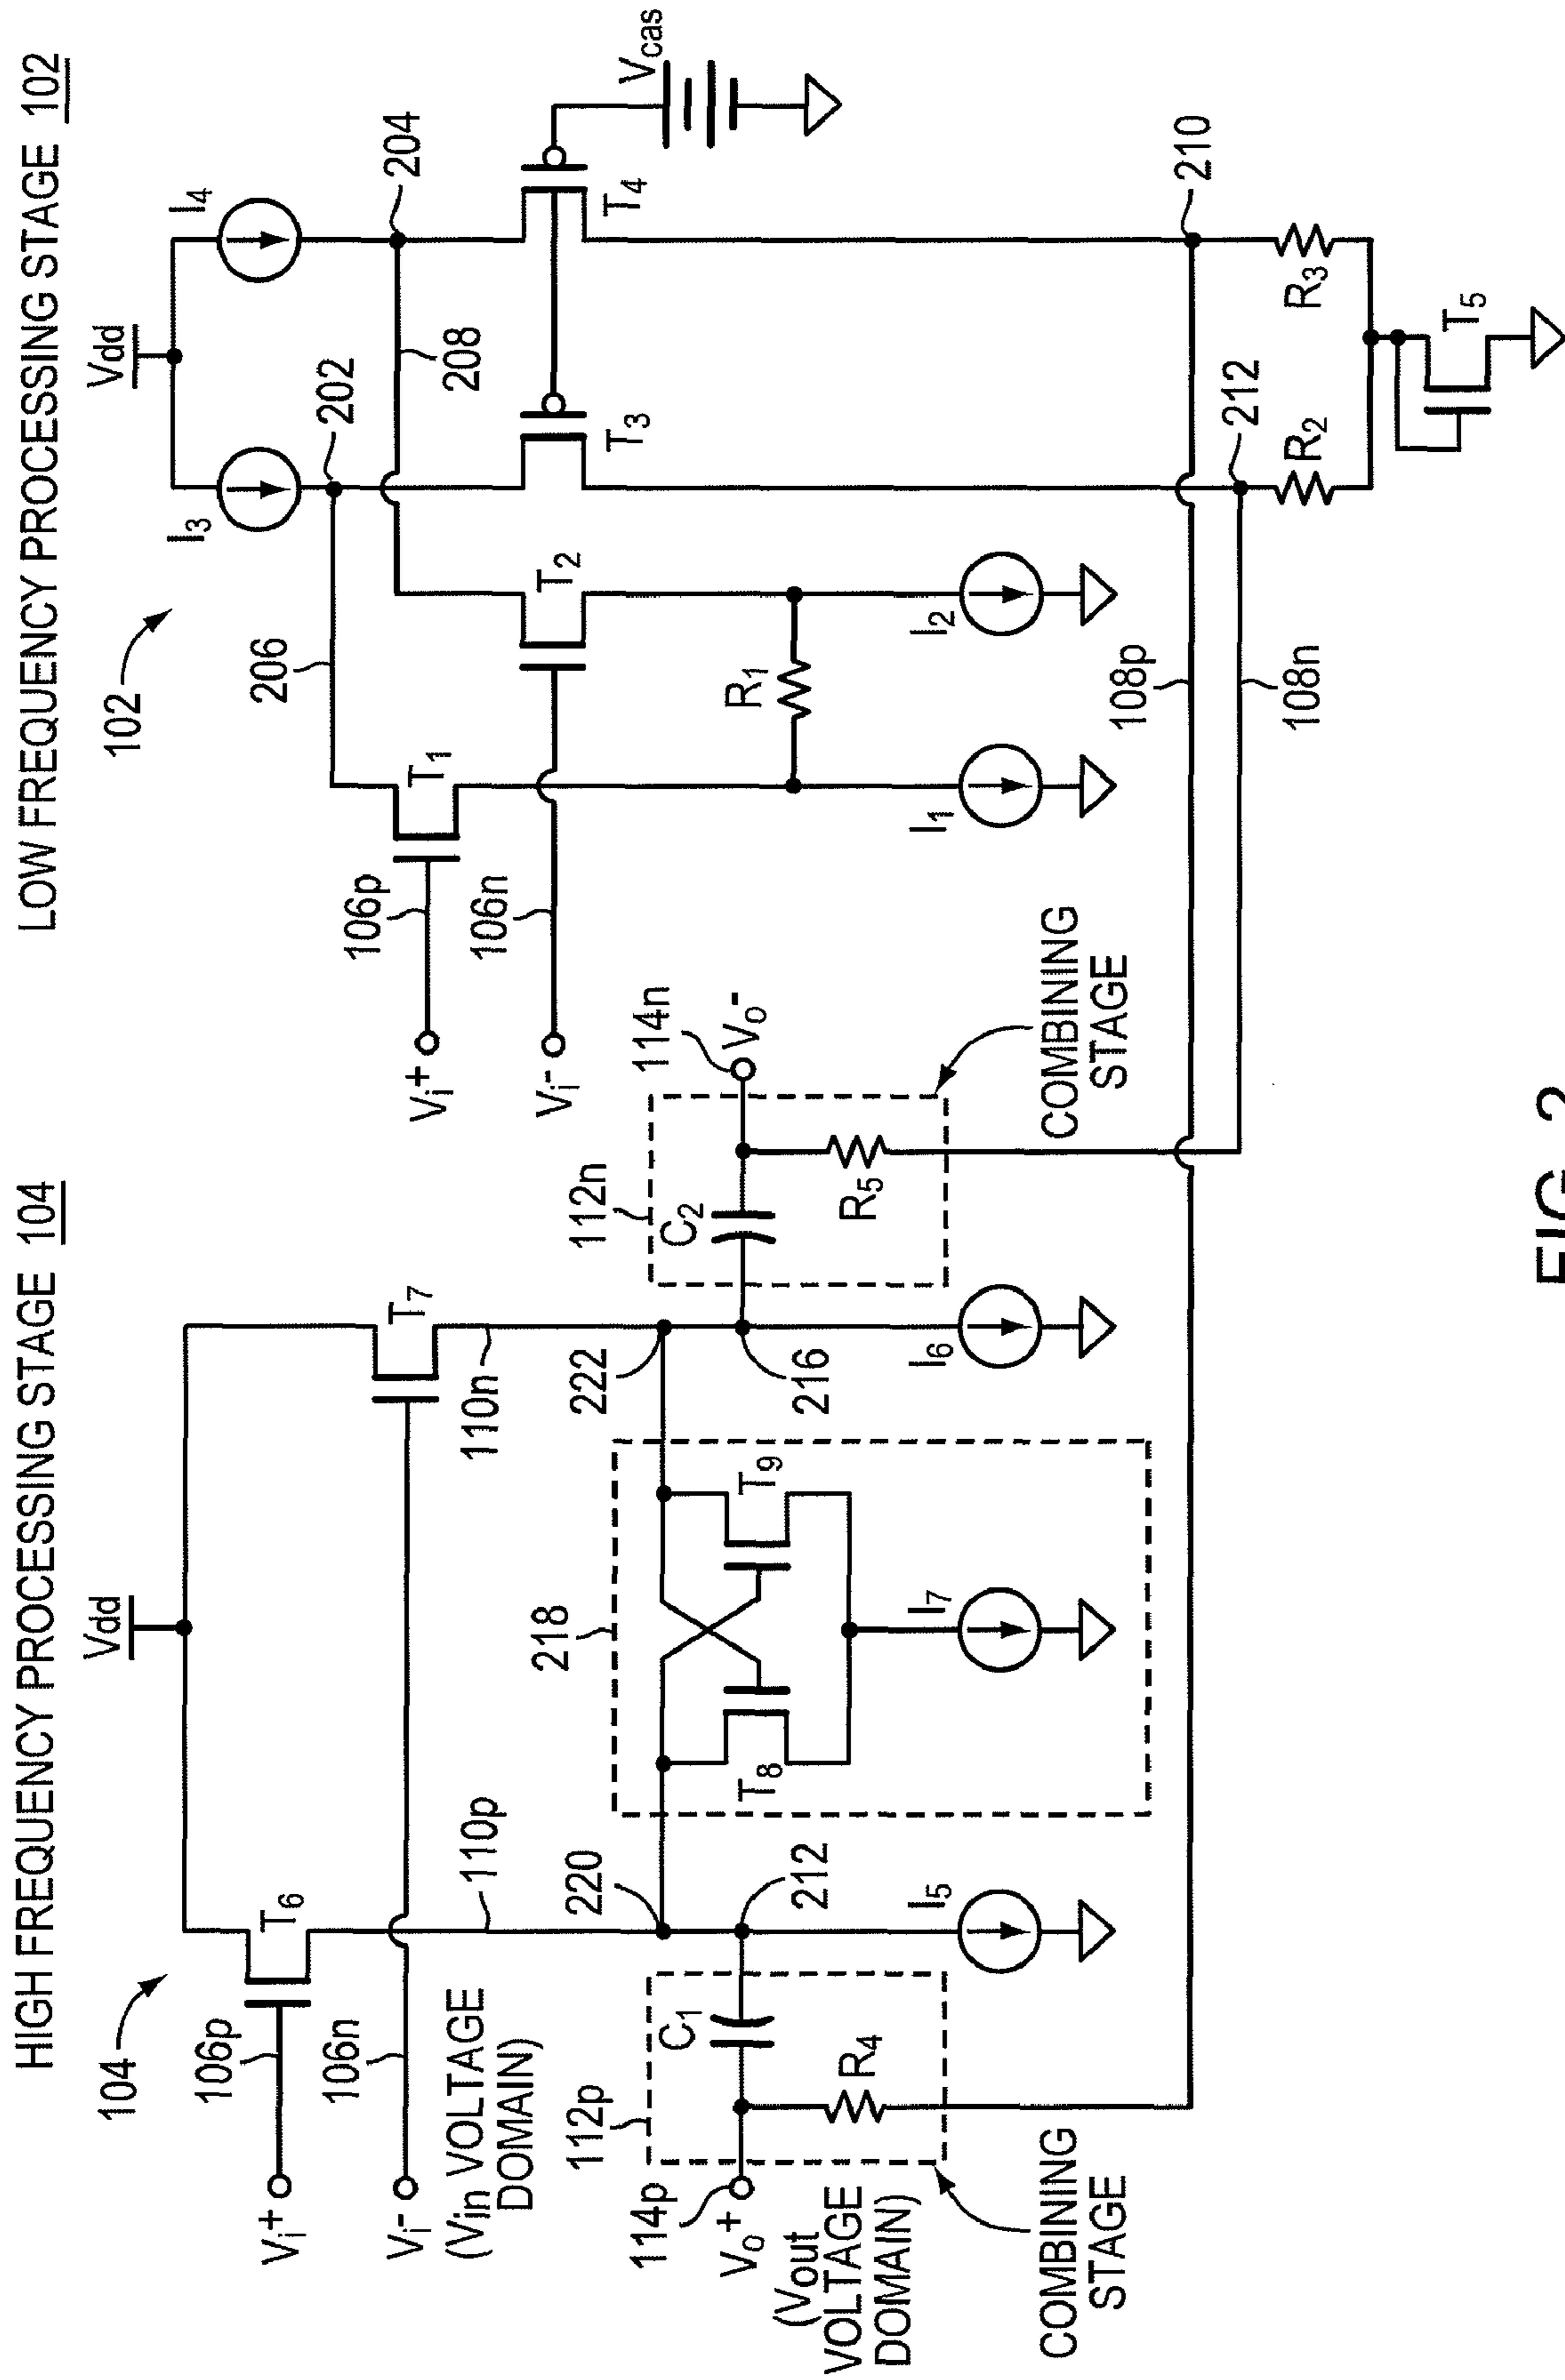 HIGH FREQUENCY PROCESSING STAGE 104
LOW FREQUENCY PROCESSING STAGE 102
104
Vdd
Vi+
106p
T6
Vi-
106n
(Vin VOLTAGE
DOMAIN)
110p
T7
110n
220
212
222
216
218
T8
T9
I5
I7
I6
112p
C1
R4
114p
Vo+
(Vout
VOLTAGE
DOMAIN)
COMBINING
STAGE
112n
C2
R5
114n
Vo-
COMBINING
STAGE
102
Vdd
I3
I4
202
204
206
208
Vi+
106p
T1
Vi-
106n
T2
T3
T4
Vcas
R1
I1
I2
108p
108n
210
212
R2
R3
T5
FIG. 2